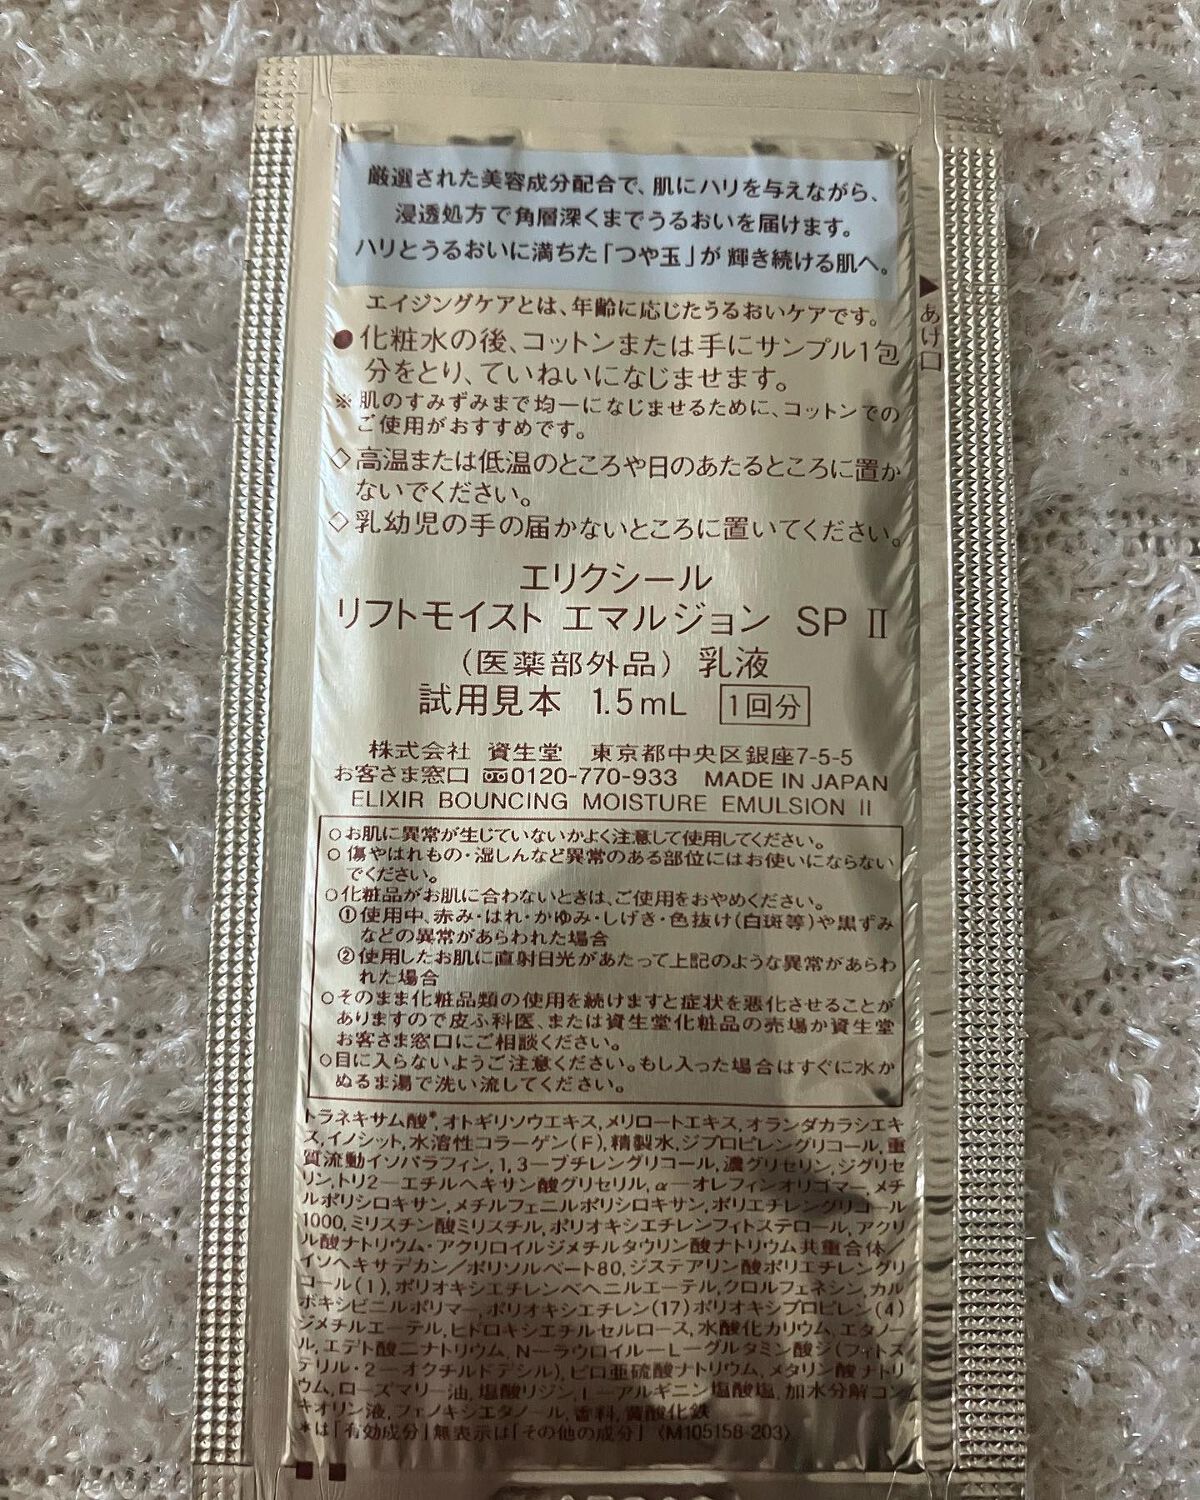 厳選された美容成分配合で、肌にハリを与えながら、
浸透処方で角層深くまでうるおいを届けます。
ハリとうるおいに満ちた「つや玉」が 輝き続ける肌へ。
エイジングケアとは、年齢に応じたうるおいケアです。
●化粧水の後、コットンまたは手にサンプル1包
分をとり、ていねいになじませます。
※肌のすみずみまで均一になじませるために、コットンでの
ご使用がおすすめです。
◇高温または低温のところや日のあたるところに置か
ないでください。
◇乳幼児の手の届かないところに置いてください。
▶あけ口
エリクシール
リフトモイスト エマルジョン SP Ⅱ
(医薬部外品) 乳液
試用見本 1.5mL 1回分
株式会社 資生堂 東京都中央区銀座7-5-5
お客さま窓口 0120-770-933 MADE IN JAPAN
ELIXIR BOUNCING MOISTURE EMULSION II
○お肌に異常が生じていないかよく注意して使用してください。
○傷やはれもの・湿しんなど異常のある部位にはお使いにならない
でください。
○化粧品がお肌に合わないときは、ご使用をおやめください。
①使用中、赤み・はれ・かゆみ・しげき・色抜け(白斑等)や黒ずみ
などの異常があらわれた場合
②使用したお肌に直射日光があたって上記のような異常があらわ
れた場合
○そのまま化粧品類の使用を続けますと症状を悪化させることが
ありますので皮ふ科医、または資生堂化粧品の売場か資生堂
お客さま窓口にご相談ください。
○目に入らないようご注意ください。もし入った場合はすぐに水か
ぬるま湯で洗い流してください。
トラネキサム酸*,オトギリソウエキス,メリロートエキス,オランダカラシエキ
ス,イノシット,水溶性コラーゲン(F),精製水,ジプロピレングリコール,重
質流動イソパラフィン,1,3－ブチレングリコール,濃グリセリン,ジグリセ
リン,トリ2－エチルヘキサン酸グリセリル,α－オレフィンオリゴマー,メチ
ルポリシロキサン,メチルフェニルポリシロキサン,ポリエチレングリコール
1000,ミリスチン酸ミリスチル,ポリオキシエチレンフィトステロール,アクリ
ル酸ナトリウム・アクリロイルジメチルタウリン酸ナトリウム共重合体／
イソヘキサデカン／ポリソルベート80,ジステアリン酸ポリエチレングリ
コール(1),ポリオキシエチレンベヘニルエーテル,クロルフェネシン,カル
ボキシビニルポリマー,ポリオキシエチレン(17)ポリオキシプロピレン(4)
ジメチルエーテル,ヒドロキシエチルセルロース,水酸化カリウム,エタノー
ル,エデト酸二ナトリウム,N－ラウロイル－L－グルタミン酸ジ(フィトス
テリル・2－オクチルドデシル),ピロ亜硫酸ナトリウム,メタリン酸ナトリ
ウム,ローズマリー油,塩酸リジン,L－アルギニン塩酸塩,加水分解コン
キオリン液,フェノキシエタノール,香料,黄酸化鉄
*は「有効成分」無表示は「その他の成分」〈M105158-203〉